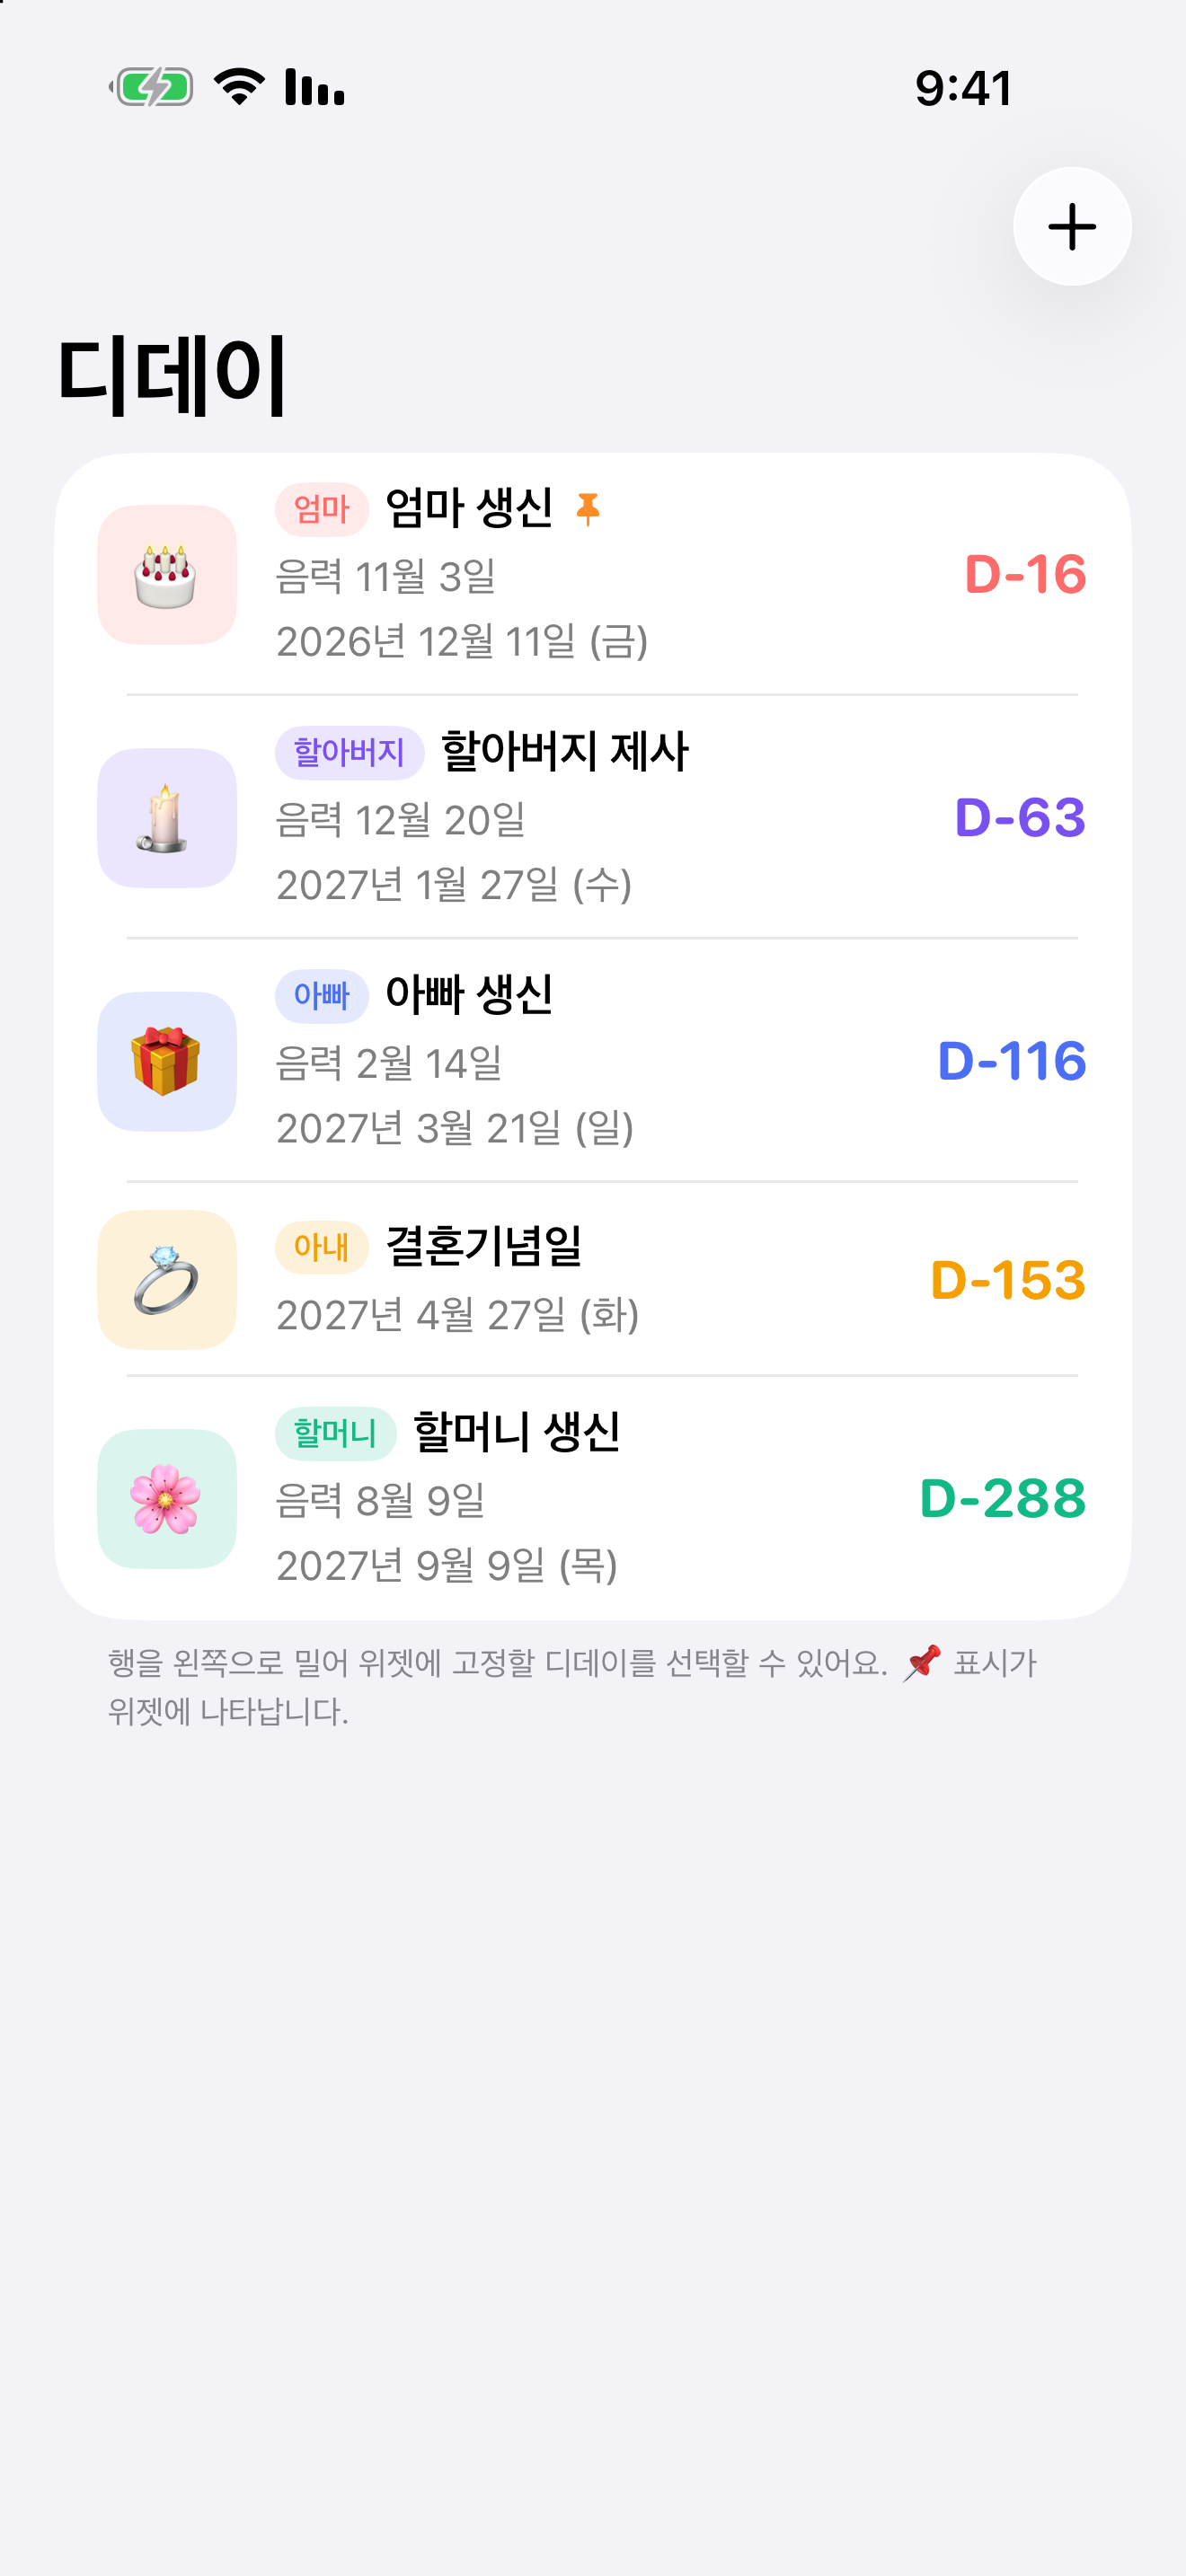 9:41
디데이
엄마 엄마 생신
음력 11월 3일
2026년 12월 11일 (금)
D-16
할아버지 할아버지 제사
음력 12월 20일
2027년 1월 27일 (수)
D-63
아빠 아빠 생신
음력 2월 14일
2027년 3월 21일 (일)
D-116
아내 결혼기념일
2027년 4월 27일 (화)
D-153
할머니 할머니 생신
음력 8월 9일
2027년 9월 9일 (목)
D-288
행을 왼쪽으로 밀어 위젯에 고정할 디데이를 선택할 수 있어요. 📌 표시가
위젯에 나타납니다.